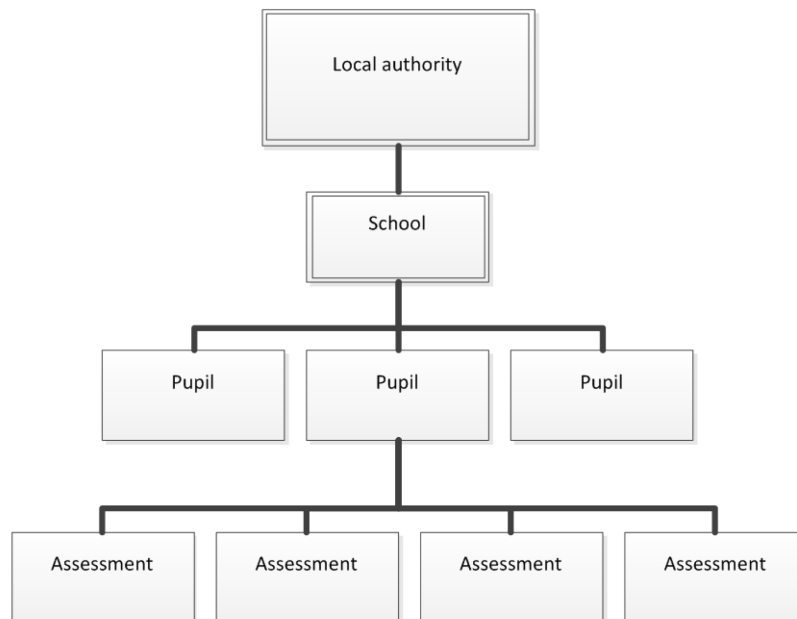 Local authority
School
Pupil
Pupil
Pupil
Assessment
Assessment
Assessment
Assessment